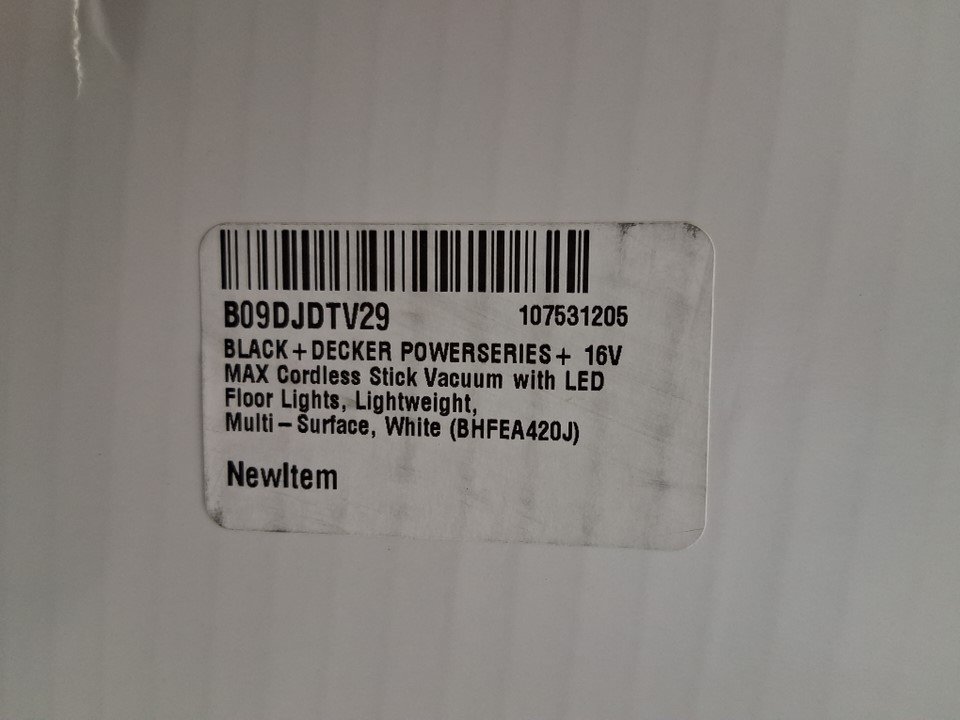 B09DJDTV29 107531205
BLACK+DECKER POWERSERIES+ 16V
MAX Cordless Stick Vacuum with LED
Floor Lights, Lightweight,
Multi-Surface, White (BHFEA420J)
NewItem